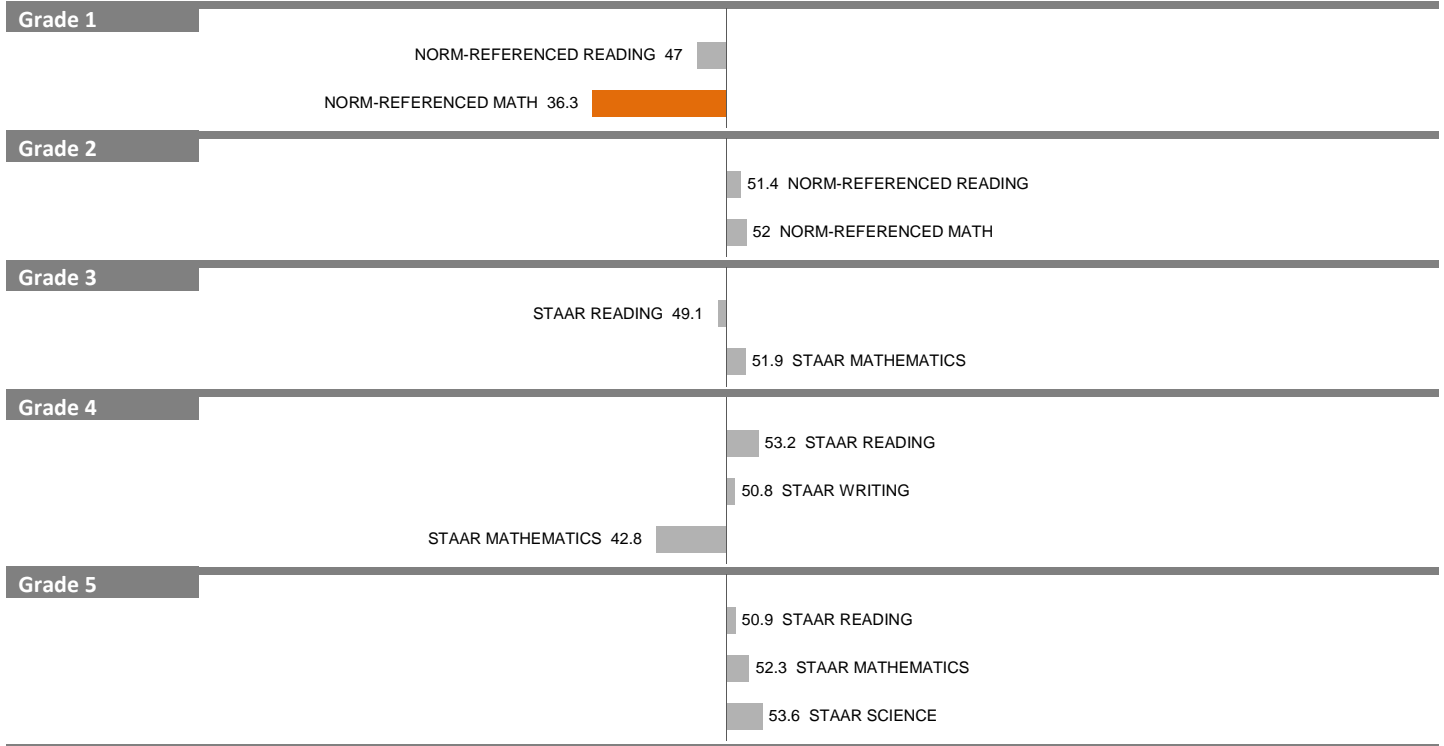 Grade 1
NORM-REFERENCED READING 47
NORM-REFERENCED MATH 36.3
Grade 2
51.4 NORM-REFERENCED READING
52 NORM-REFERENCED MATH
Grade 3
STAAR READING 49.1
51.9 STAAR MATHEMATICS
Grade 4
53.2 STAAR READING
50.8 STAAR WRITING
STAAR MATHEMATICS 42.8
Grade 5
50.9 STAAR READING
52.3 STAAR MATHEMATICS
53.6 STAAR SCIENCE